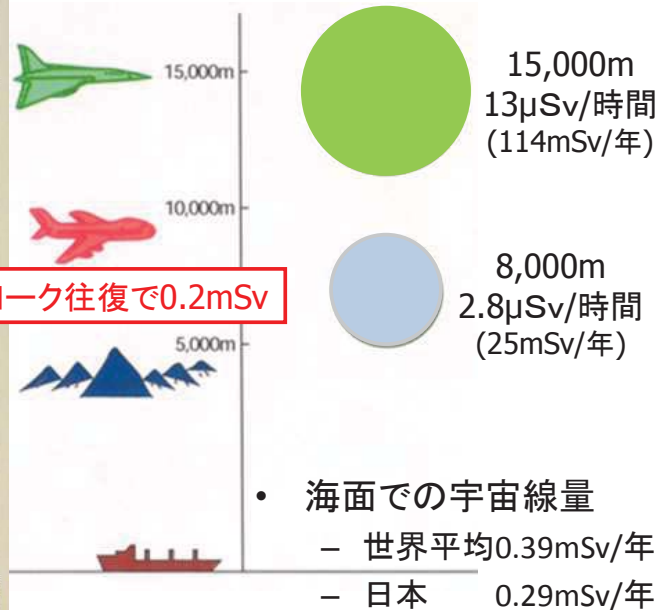 15,000m
15,000m
13μSv/時間
(114mSv/年)
10,000m
8,000m
2.8μSv/時間
(25mSv/年)
ーク往復で0.2mSv
5,000m
• 海面での宇宙線量
– 世界平均0.39mSv/年
– 日本 0.29mSv/年